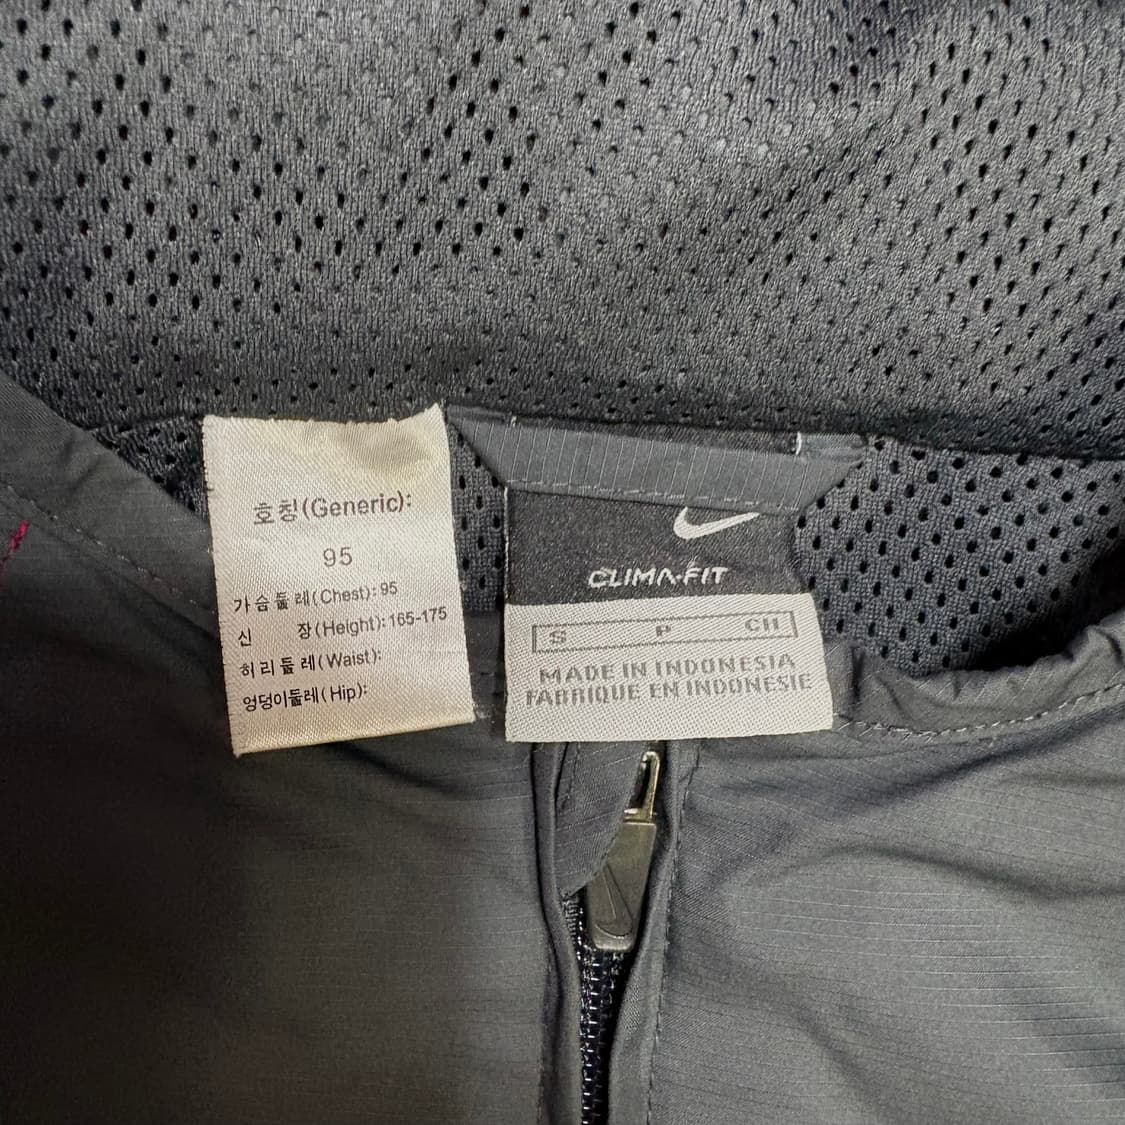 호칭(Generic):
95
가슴둘레(Chest): 95
신 장(Height): 165-175
허리둘레(Waist):
엉덩이둘레(Hip):
CLIMA-FIT
S P CH
MADE IN INDONESIA
FABRIQUE EN INDONESIE